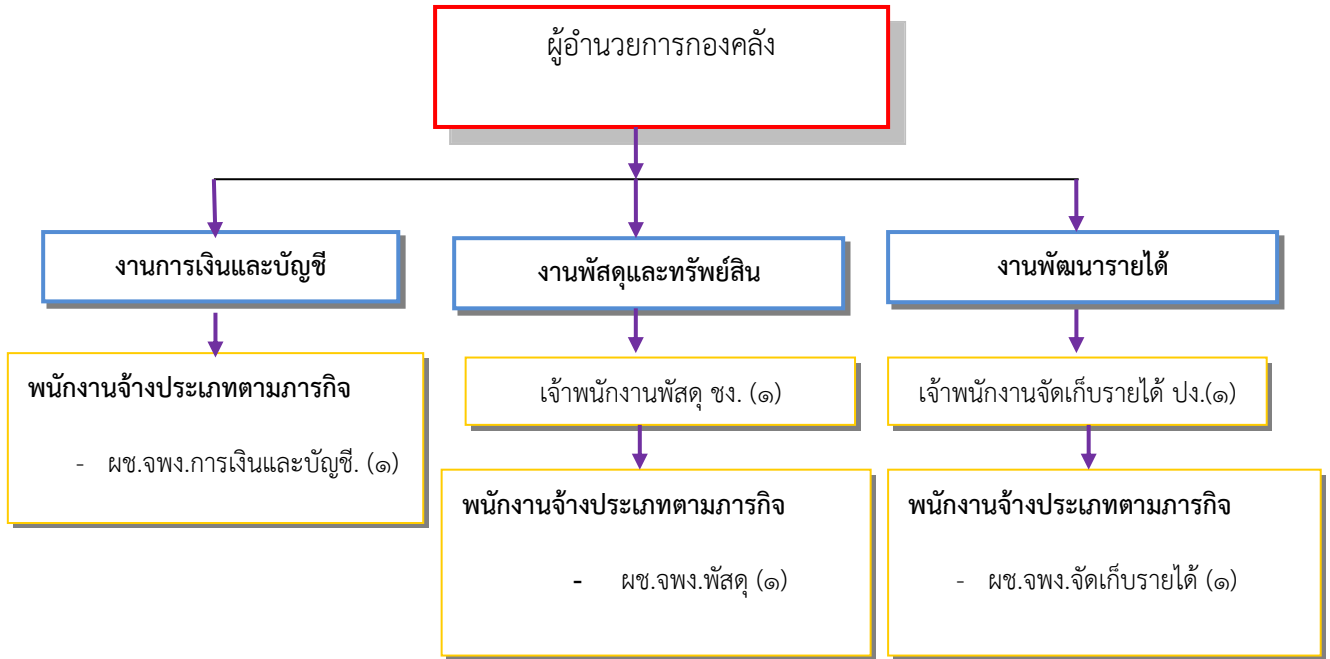 ผู้อำนวยการกองคลัง
งานการเงินและบัญชี
งานพัสดุและทรัพย์สิน
งานพัฒนารายได้
พนักงานจ้างประเภทตามภารกิจ
- ผช.จพง.การเงินและบัญชี. (๑)
เจ้าพนักงานพัสดุ ชง. (๑)
เจ้าพนักงานจัดเก็บรายได้ ปง.(๑)
พนักงานจ้างประเภทตามภารกิจ
- ผช.จพง.พัสดุ (๑)
พนักงานจ้างประเภทตามภารกิจ
- ผช.จพง.จัดเก็บรายได้ (๑)